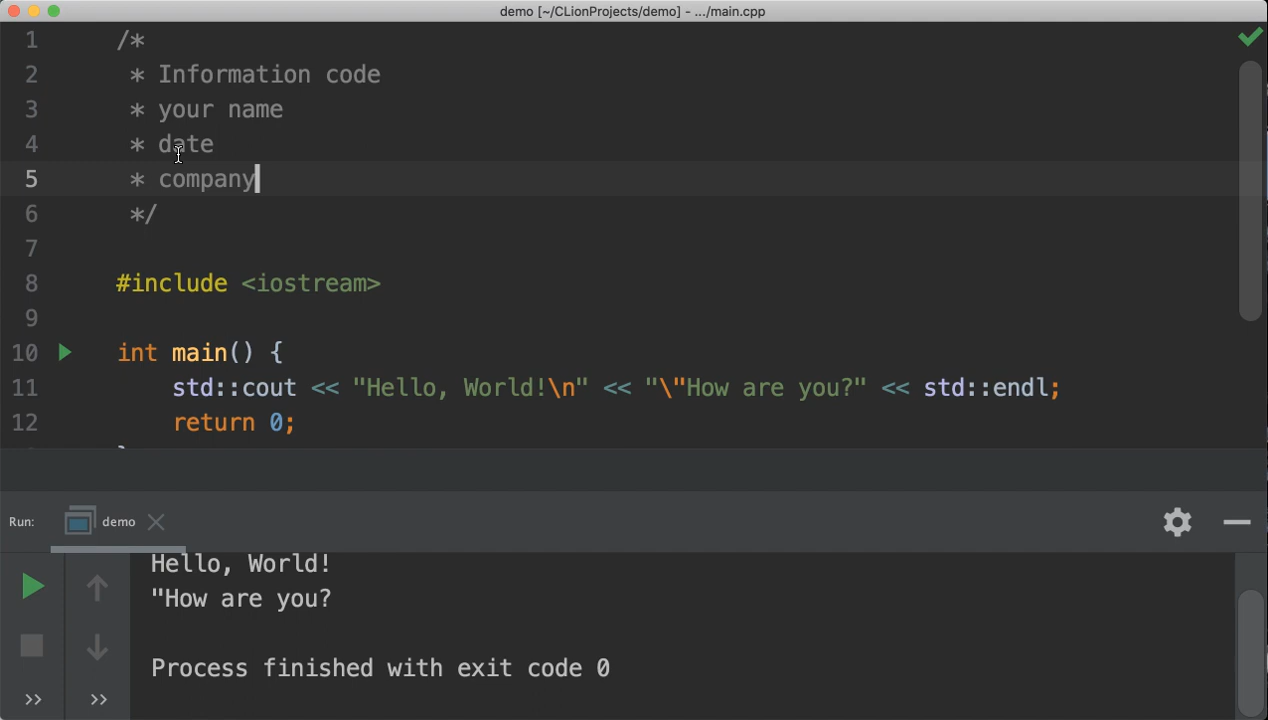 demo [~/CLionProjects/demo] - .../main.cpp
1 /*
2 * Information code
3 * your name
4 * date
5 * company
6 */
7
8 #include <iostream>
9
10 int main() {
11 std::cout << "Hello, World!\n" << "\"How are you?" << std::endl;
12 return 0;
Run: demo
Hello, World!
"How are you?
Process finished with exit code 0